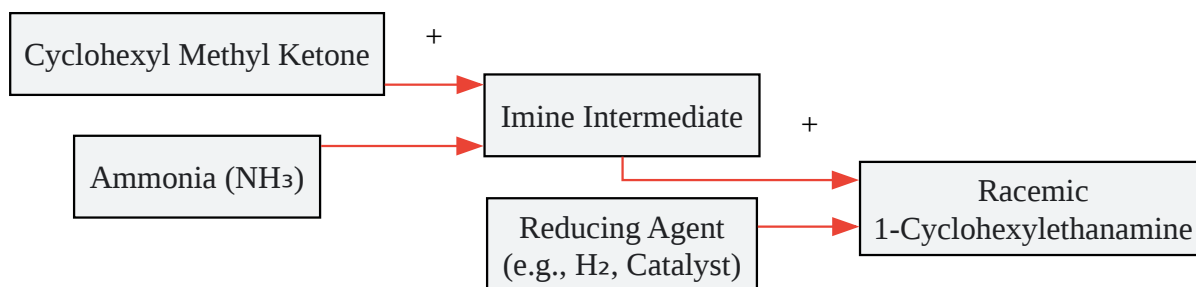 Cyclohexyl Methyl Ketone
+
Ammonia (NH₃)
Imine Intermediate
+
Reducing Agent
(e.g., H₂, Catalyst)
Racemic
1-Cyclohexylethanamine